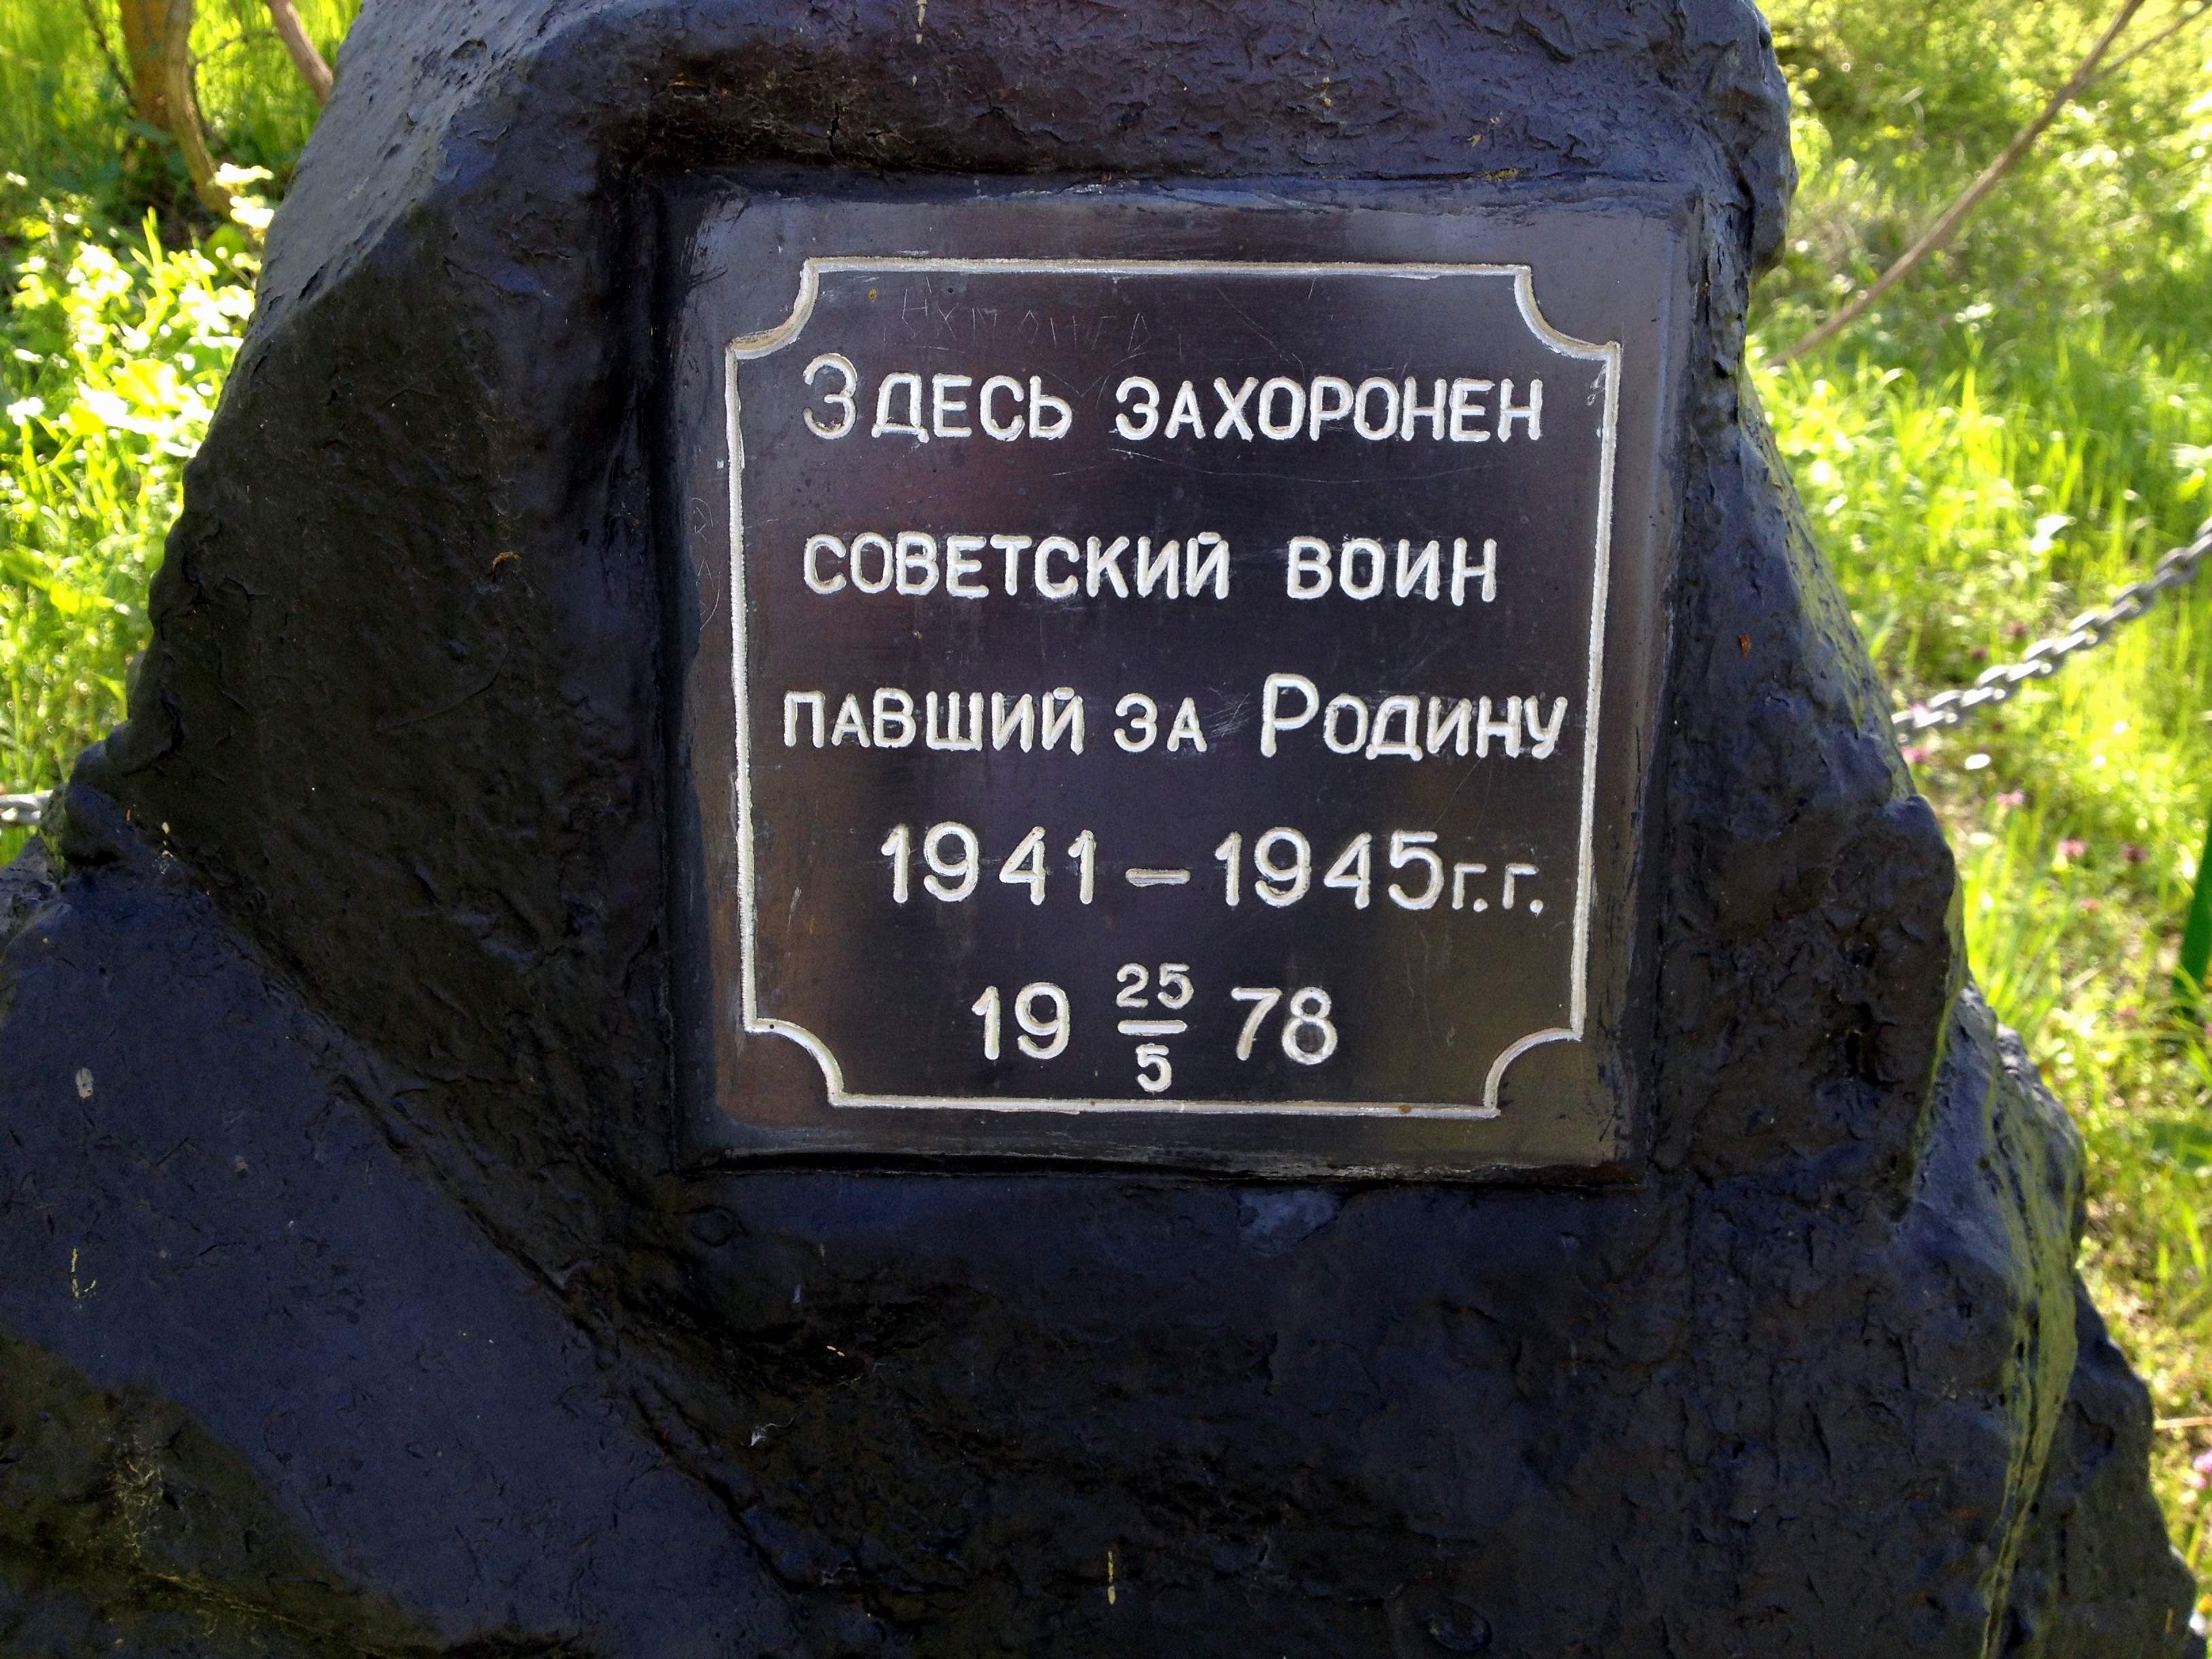 Здесь захоронен
советский воин
павший за Родину
1941 – 1945 г.г.
19 25/5 78